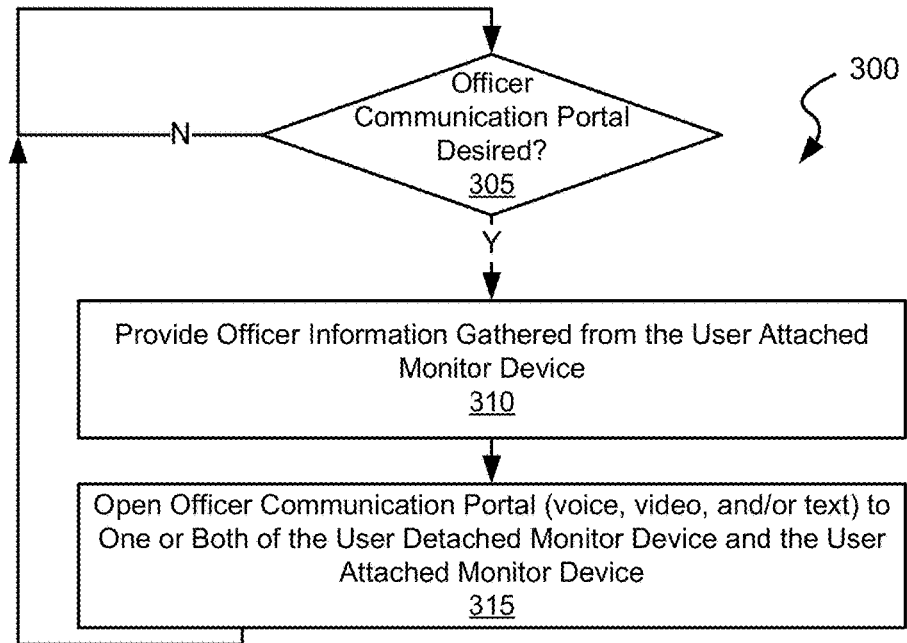 Officer
Communication Portal
Desired?
305
300
N
Y
Provide Officer Information Gathered from the User Attached
Monitor Device
310
Open Officer Communication Portal (voice, video, and/or text) to
One or Both of the User Detached Monitor Device and the User
Attached Monitor Device
315